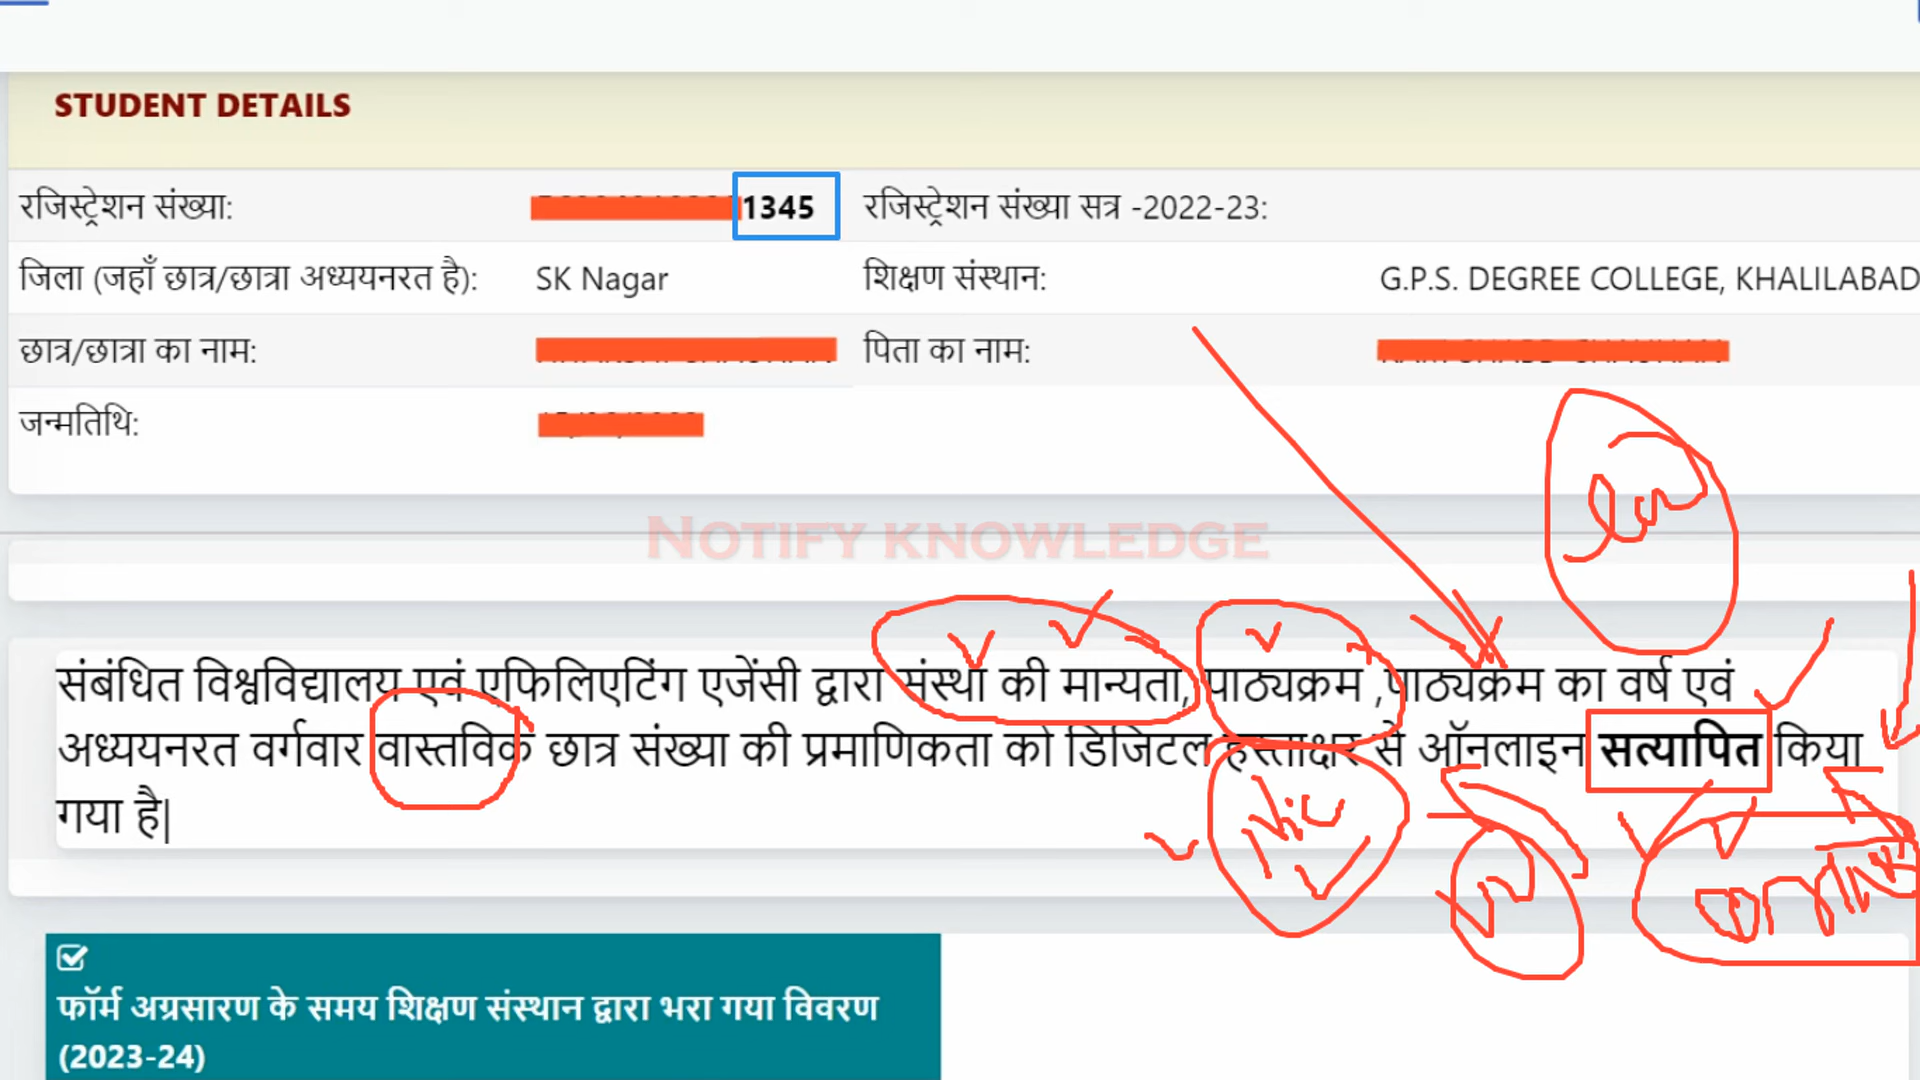 STUDENT DETAILS
रजिस्ट्रेशन संख्या: 1345 रजिस्ट्रेशन संख्या सत्र -2022-23:
जिला (जहाँ छात्र/छात्रा अध्ययनरत है): SK Nagar शिक्षण संस्थान: G.P.S. DEGREE COLLEGE, KHALILABAD
छात्र/छात्रा का नाम: पिता का नाम:
जन्मतिथि:
NOTIFY KNOWLEDGE
संबंधित विश्वविद्यालय एवं एफिलिएटिंग एजेंसी द्वारा संस्था की मान्यता, पाठ्यक्रम ,पाठ्यक्रम का वर्ष एवं
अध्ययनरत वर्गवार वास्तविक छात्र संख्या की प्रमाणिकता को डिजिटल हस्ताक्षर से ऑनलाइन सत्यापित किया
गया है|
Nic
फॉर्म अग्रसारण के समय शिक्षण संस्थान द्वारा भरा गया विवरण
(2023-24)